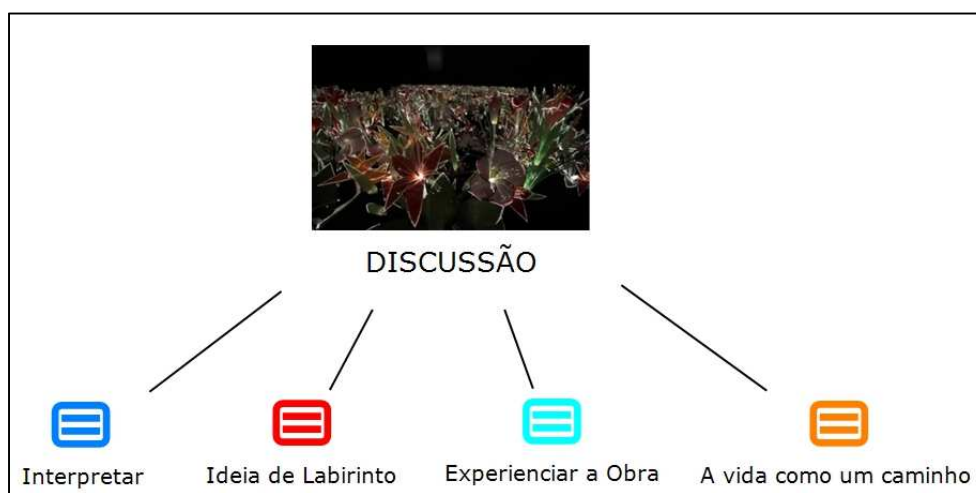 DISCUSSÃO
Interpretar
Ideia de Labirinto
Experienciar a Obra
A vida como um caminho